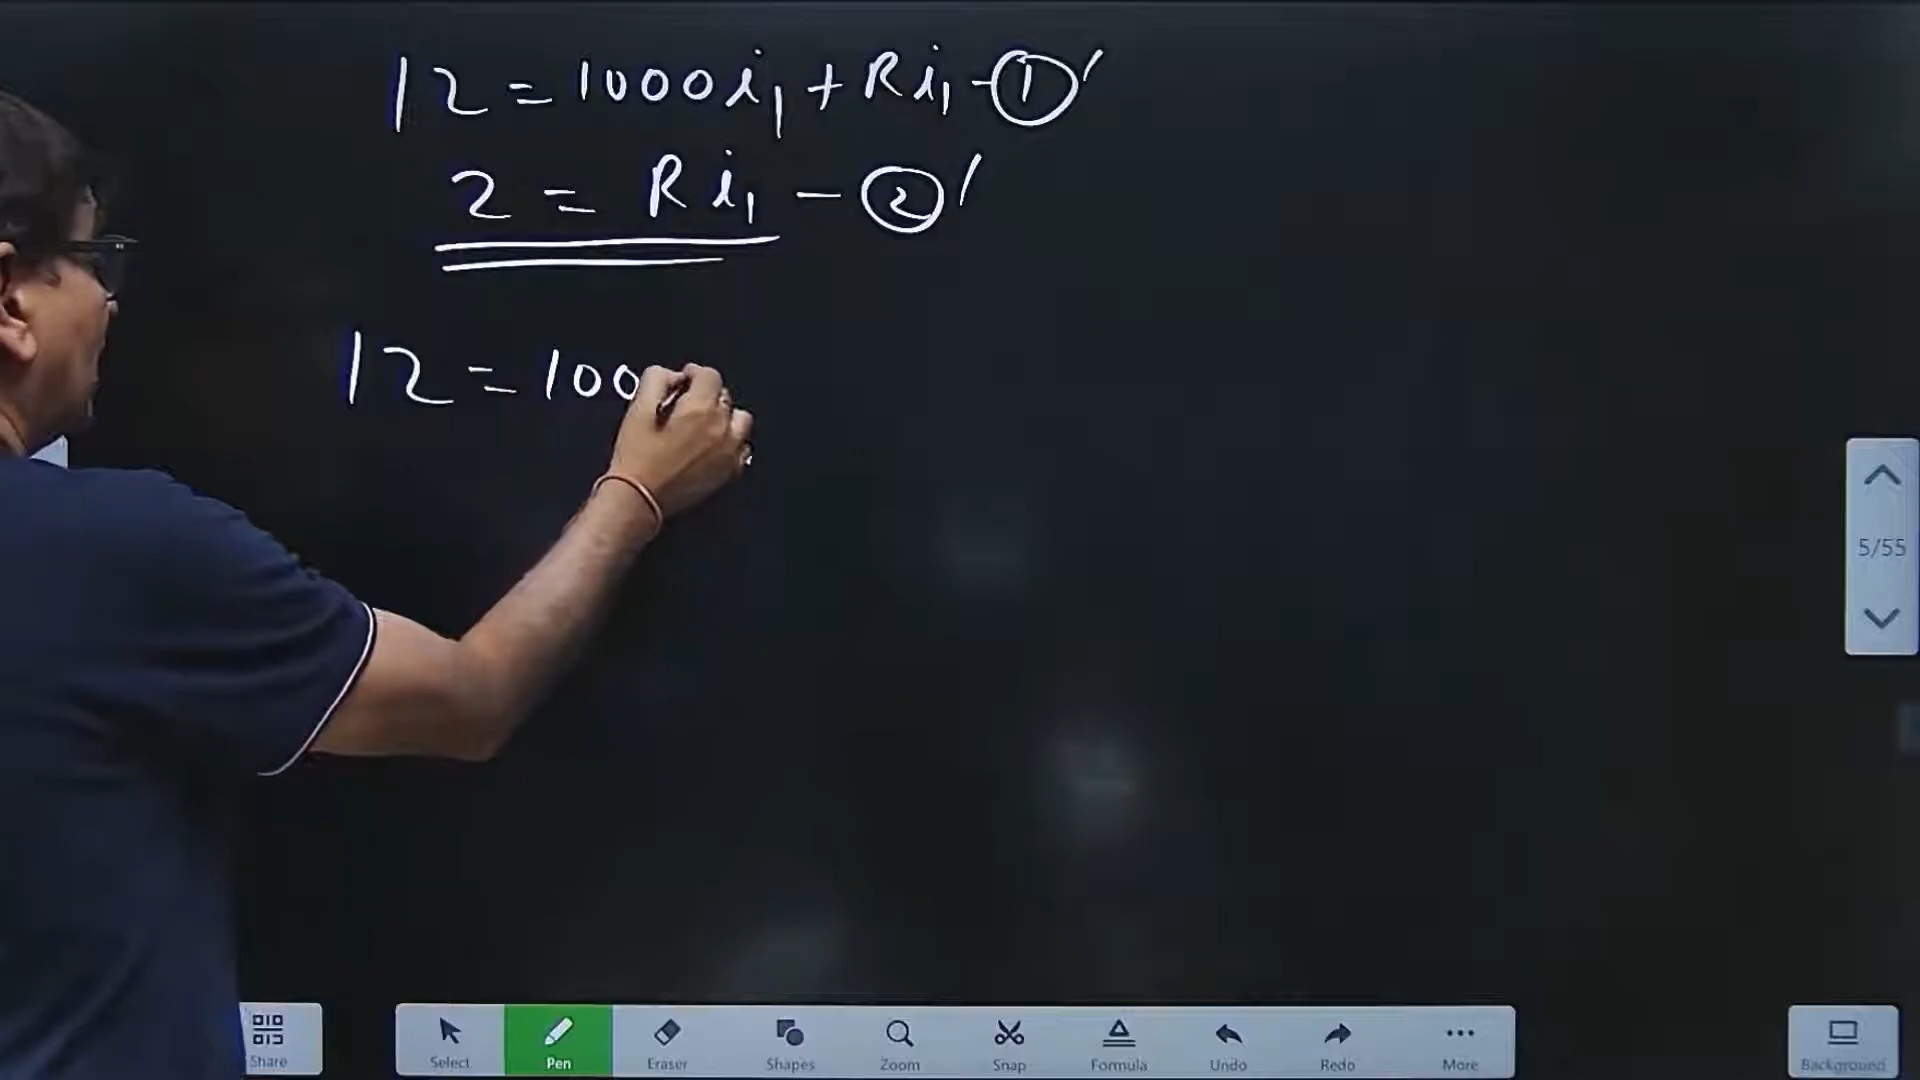 12 = 1000i₁ + Ri₁ - ①'
2 = Ri₁ - ②'
12 = 100
5/55
Share
Select
Pen
Eraser
Shapes
Zoom
Snap
Formula
Undo
Redo
More
Background